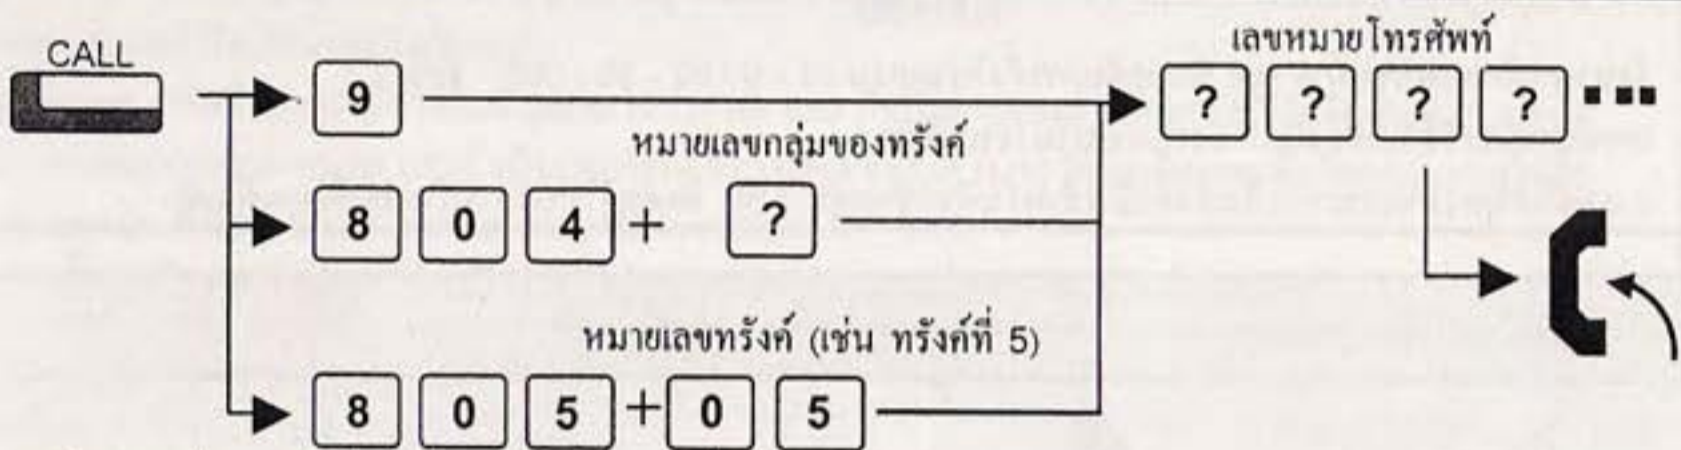 CALL
9
เลขหมายโทรศัพท์
? ? ? ?
หมายเลขกลุ่มของทรังค์
8 0 4 + ?
หมายเลขทรังค์ (เช่น ทรังค์ที่ 5)
8 0 5 + 0 5